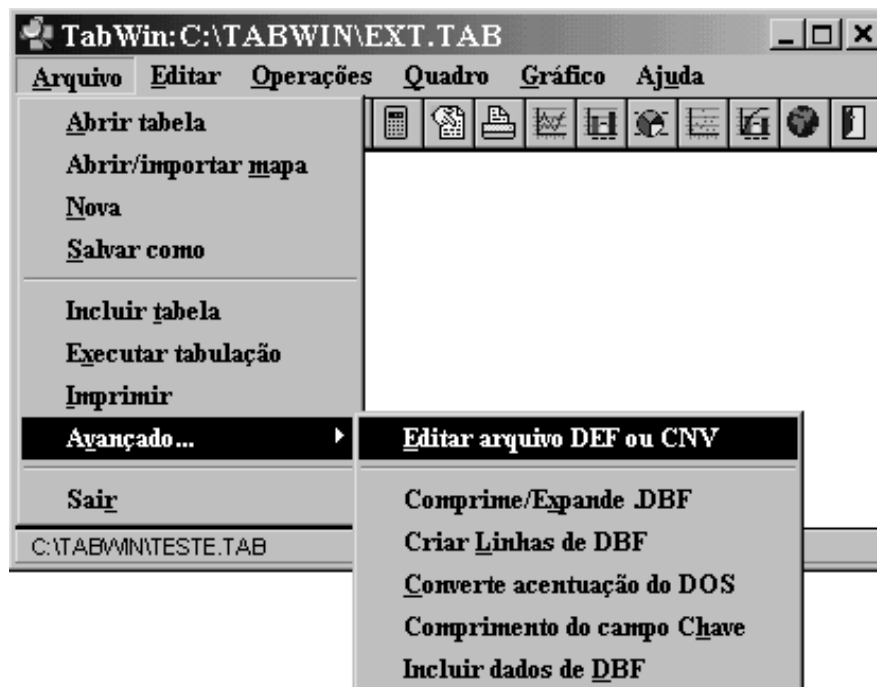 TabWin: C:\TABWIN\EXT.TAB
Arquivo Editar Operações Quadro Gráfico Ajuda
Abrir tabela
Abrir/importar mapa
Nova
Salvar como
Incluir tabela
Executar tabulação
Imprimir
Avançado...
Editar arquivo DEF ou CNV
Sair
Comprime/Expande .DBF
Criar Linhas de DBF
C:\TABWIN\TESTE.TAB
Converte acentuação do DOS
Comprimento do campo Chave
Incluir dados de DBF